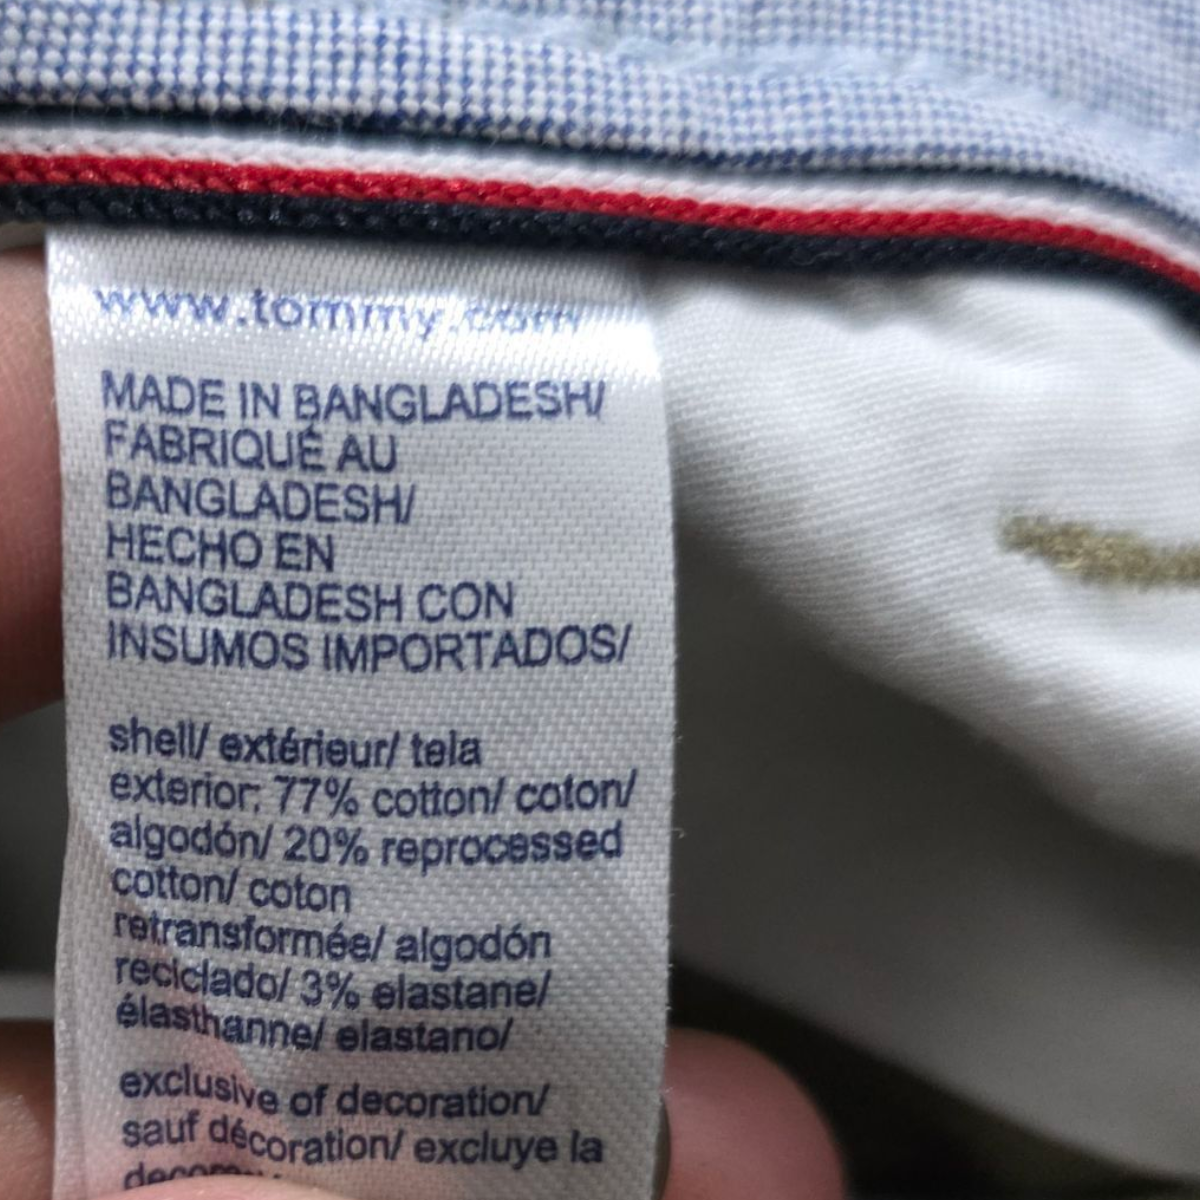 www.tommy.com
MADE IN BANGLADESH/
FABRIQUÉ AU
BANGLADESH/
HECHO EN
BANGLADESH CON
INSUMOS IMPORTADOS/
shell/ extérieur/ tela
exterior: 77% cotton/ coton/
algodón/ 20% reprocessed
cotton/ coton
retransformée/ algodón
reciclado/ 3% elastane/
élasthanne/ elastano/
exclusive of decoration/
sauf décoration/ excluye la